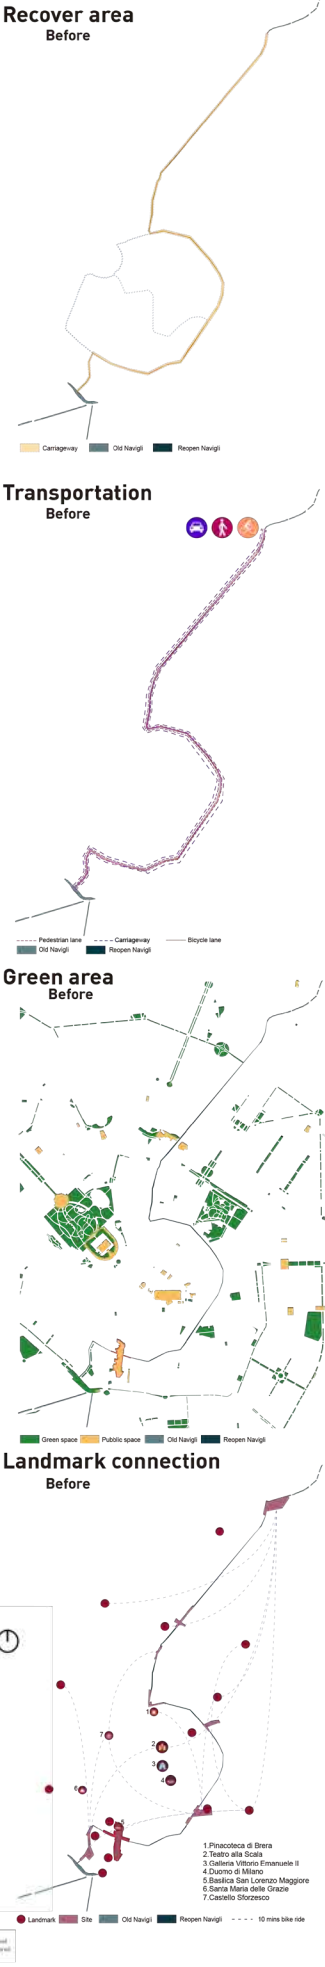 Recover area
Before
Carriageway Old Navigli Reopen Navigli
Transportation
Before
Pedestrian lane Carriageway Bicycle lane
Old Navigli Reopen Navigli
Green area
Before
Green space Public space Old Navigli Reopen Navigli
Landmark connection
Before
1
2
3
4
5
6
7
1.Pinacoteca di Brera
2.Teatro alla Scala
3.Galleria Vittorio Emanuele II
4.Duomo di Milano
5.Basilica San Lorenzo Maggiore
6.Santa Maria delle Grazie
7.Castello Sforzesco
Landmark Site Old Navigli Reopen Navigli 10 mins bike ride